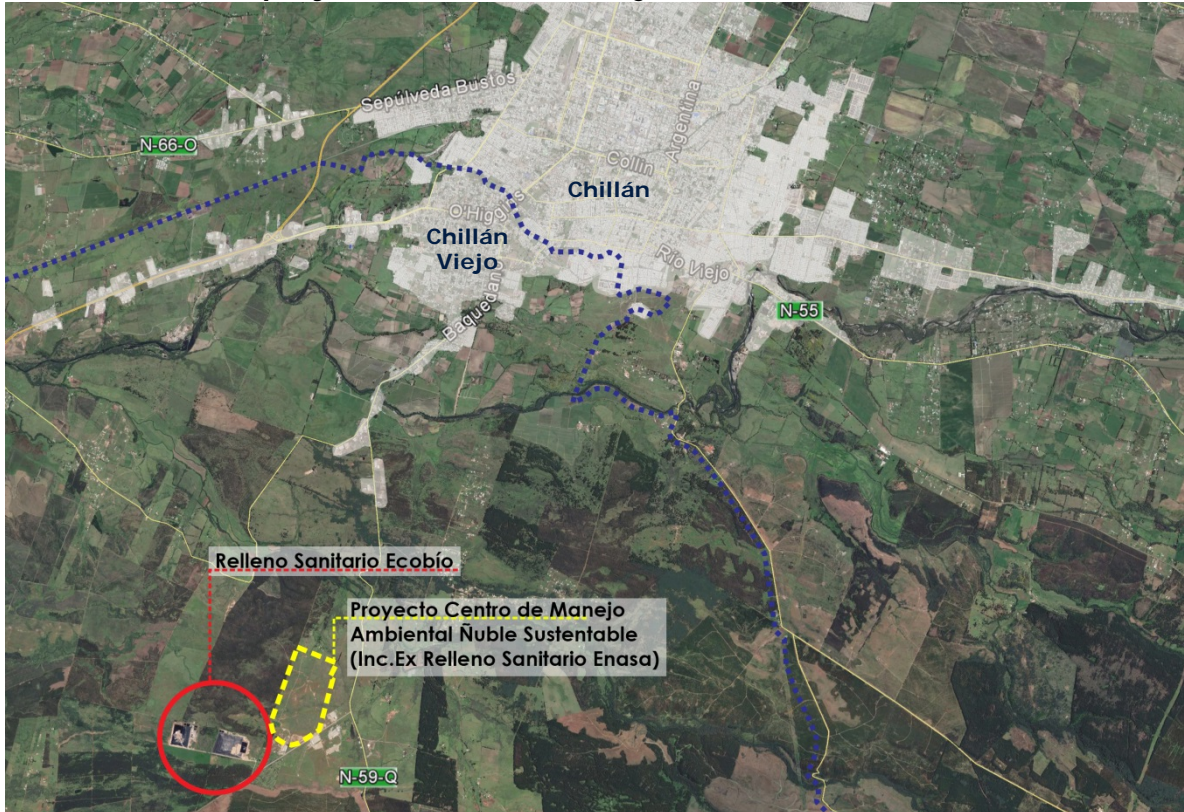 Sepúlveda Bustos
N-66-O
Argentina
Collin
Chillán
O'Higgins
Chillán
Viejo
Río Viejo
Baquedano
N-55
Relleno Sanitario Ecobío
Proyecto Centro de Manejo
Ambiental Ñuble Sustentable
(Inc.Ex Relleno Sanitario Enasa)
N-59-Q